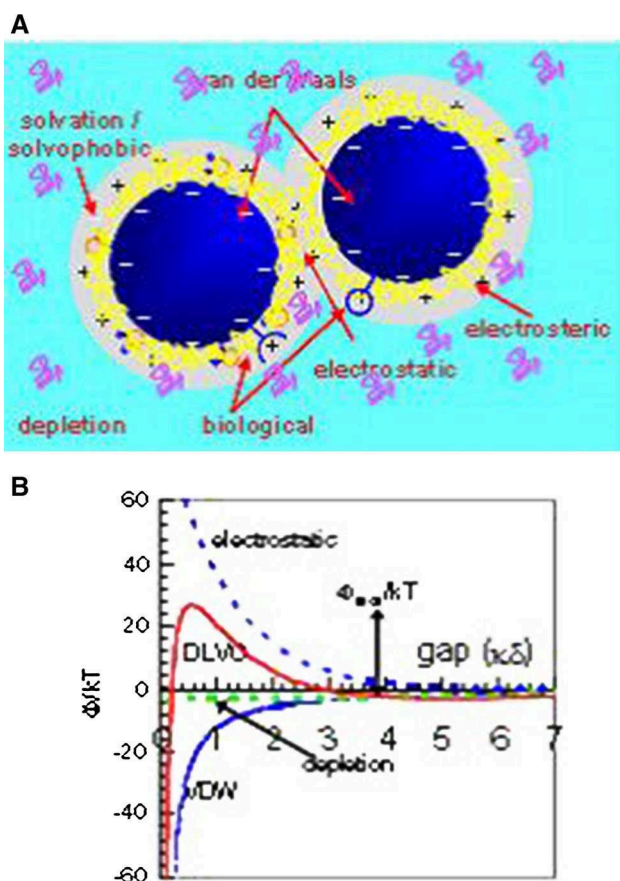 A
van der Waals
solvation /
solvophobic
electrosteric
electrostatic
depletion
biological
B
60
electrostatic
40
/kT
20
DLVO
gap (κδ)
Φ/kT
0
0 1 2 3 4 5 6 7
-20
depletion
vDW
-40
-60